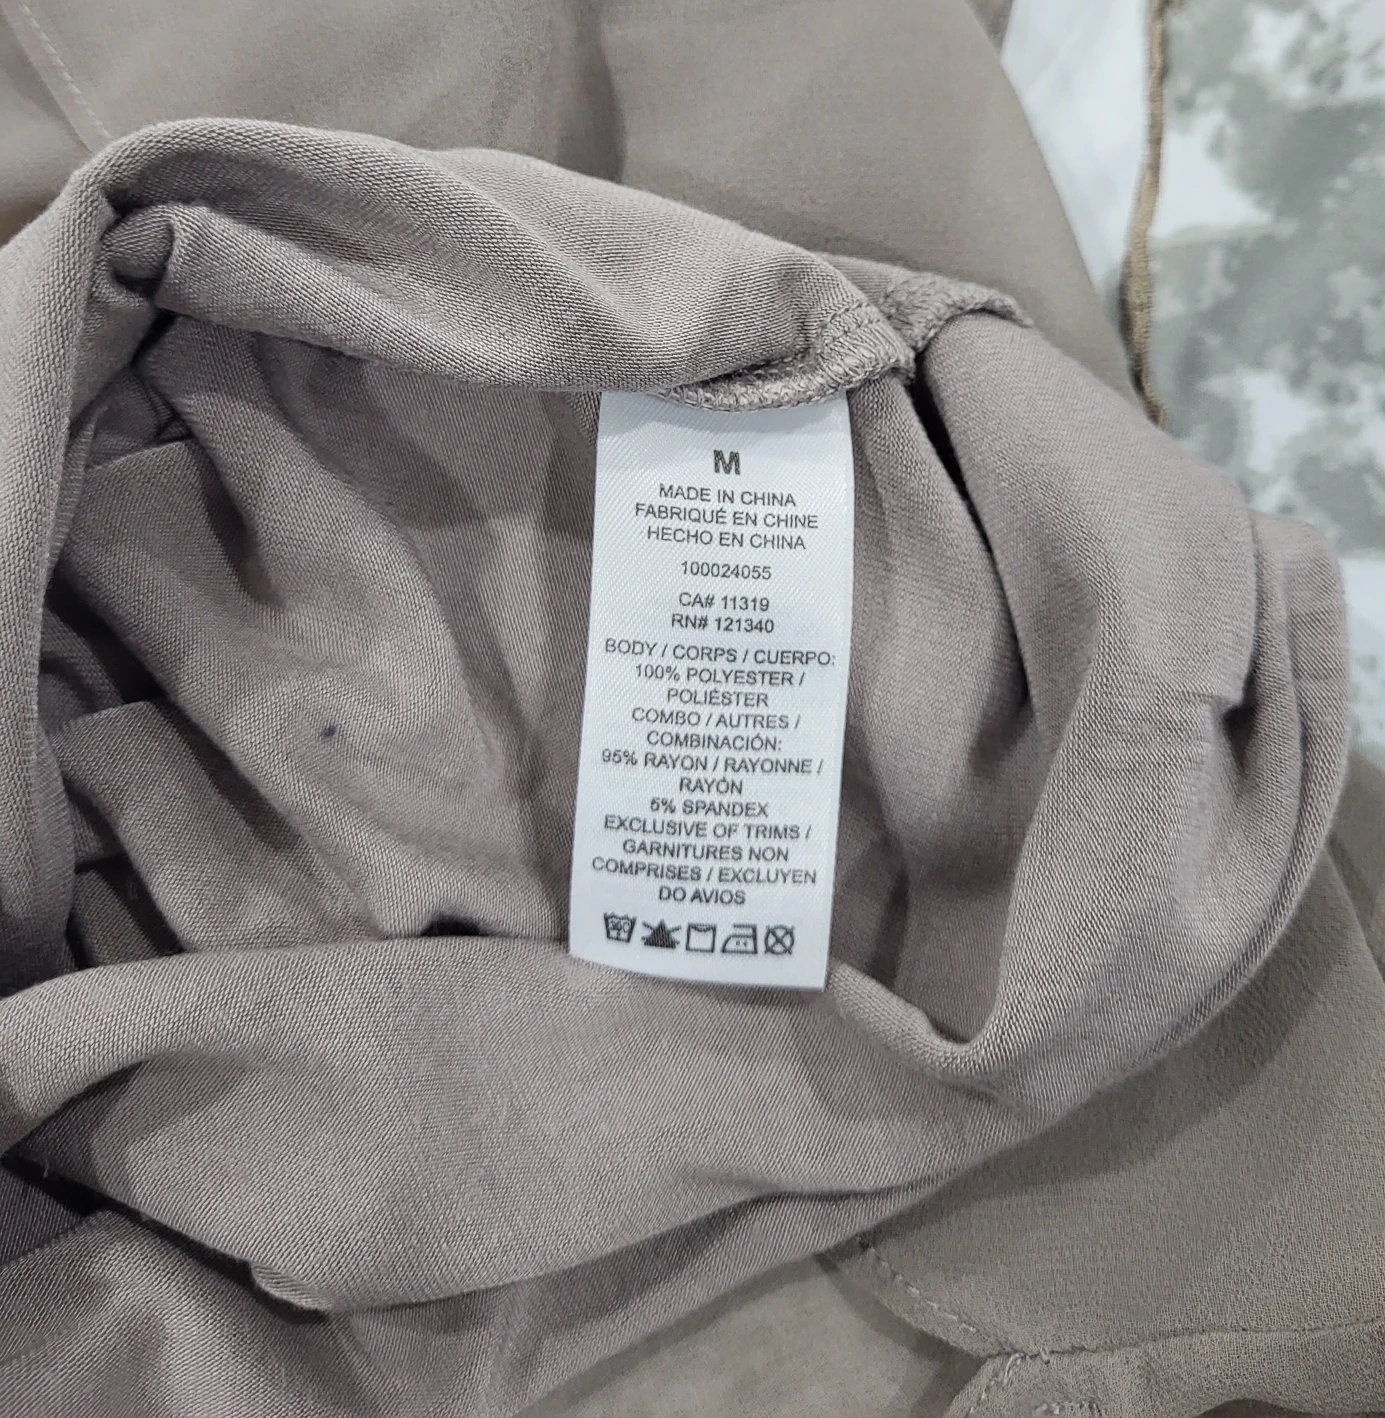 M
MADE IN CHINA
FABRIQUÉ EN CHINE
HECHO EN CHINA
100024055
CA# 11319
RN# 121340
BODY / CORPS / CUERPO:
100% POLYESTER /
POLIÉSTER
COMBO / AUTRES /
COMBINACIÓN:
95% RAYON / RAYONNE /
RAYÓN
5% SPANDEX
EXCLUSIVE OF TRIMS /
GARNITURES NON
COMPRISES / EXCLUYEN
DO AVIOS